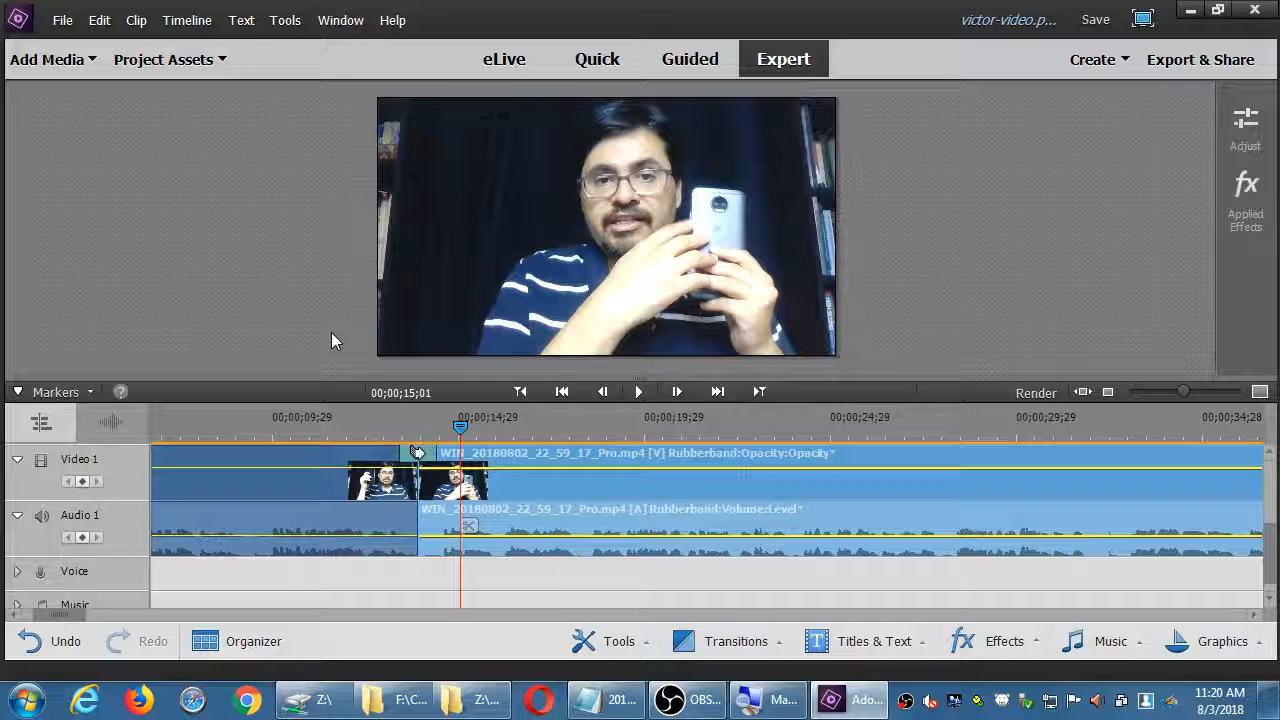 File Edit Clip Timeline Text Tools Window Help
victor-video.p... Save
Add Media Project Assets
eLive Quick Guided Expert
Create Export & Share
Adjust
fx
Applied
Effects
Markers ?
00;00;15;01
Render
00;00;09;29 00;00;14;29 00;00;19;29 00;00;24;29 00;00;29;29 00;00;34;28
Video 1
WIN_20180802_22_59_17_Pro.mp4 [V] Rubberband:Opacity:Opacity
Audio 1
WIN_20180802_22_59_17_Pro.mp4 [A] Rubberband:Volume:Level
Voice
Music
Undo Redo Organizer
Tools Transitions T Titles & Text fx Effects Music Graphics
Z:\ F:\C... Z:\... 201... OBS... Ma... Ado...
11:20 AM
8/3/2018